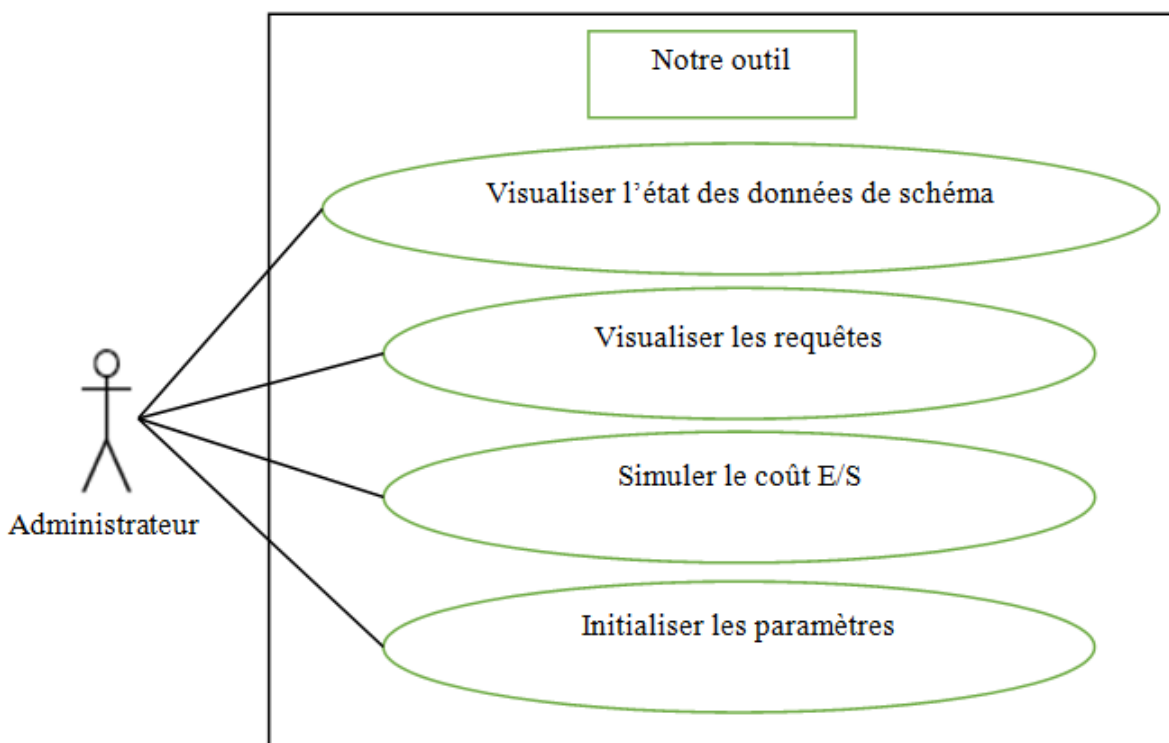 Notre outil
Visualiser l’état des données de schéma
Visualiser les requêtes
Simuler le coût E/S
Administrateur
Initialiser les paramètres